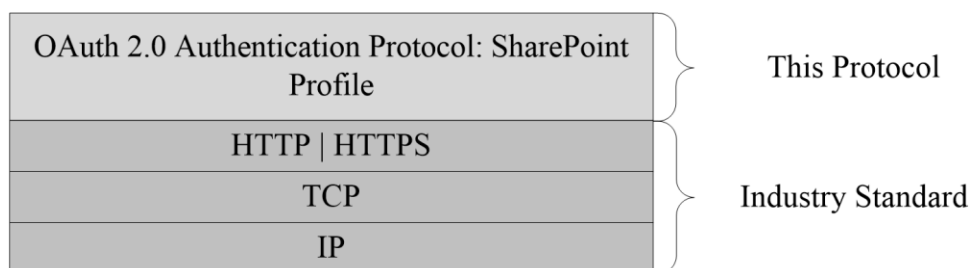 OAuth 2.0 Authentication Protocol: SharePoint
Profile
This Protocol
HTTP | HTTPS
TCP
Industry Standard
IP